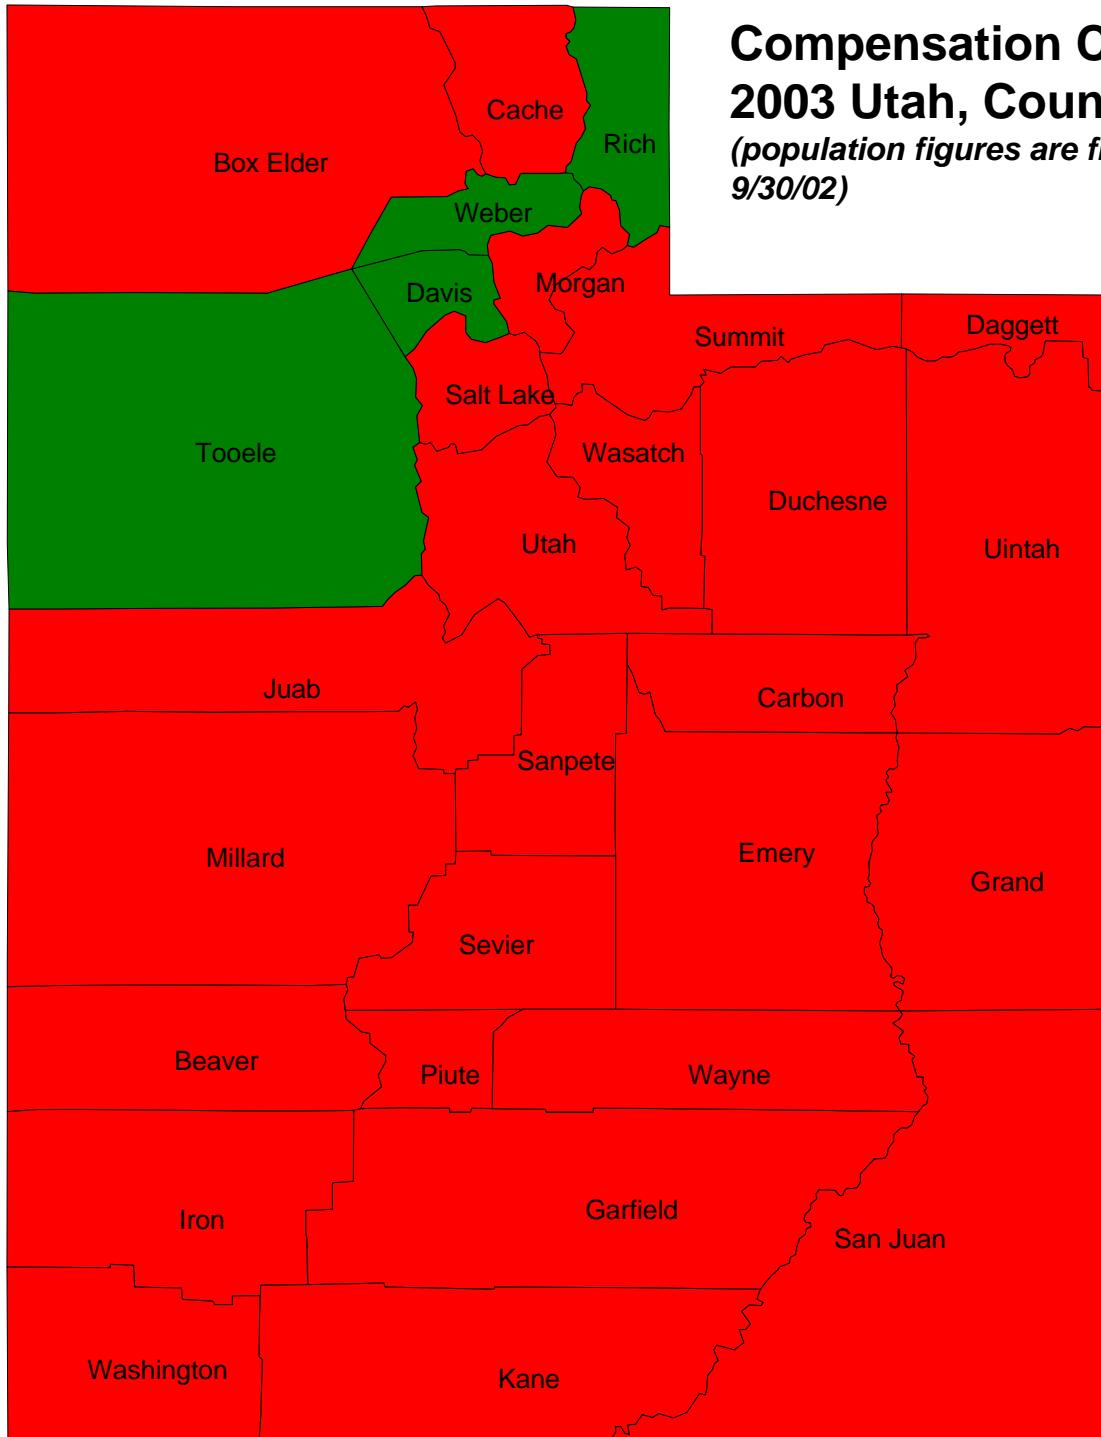 Compensation C
2003 Utah, Coun
(population figures are f
9/30/02)
Cache
Rich
Box Elder
Weber
Morgan
Davis
Daggett
Summit
Salt Lake
Tooele
Wasatch
Duchesne
Utah
Uintah
Juab
Carbon
Sanpete
Millard
Emery
Grand
Sevier
Beaver
Piute
Wayne
Iron
Garfield
San Juan
Washington
Kane